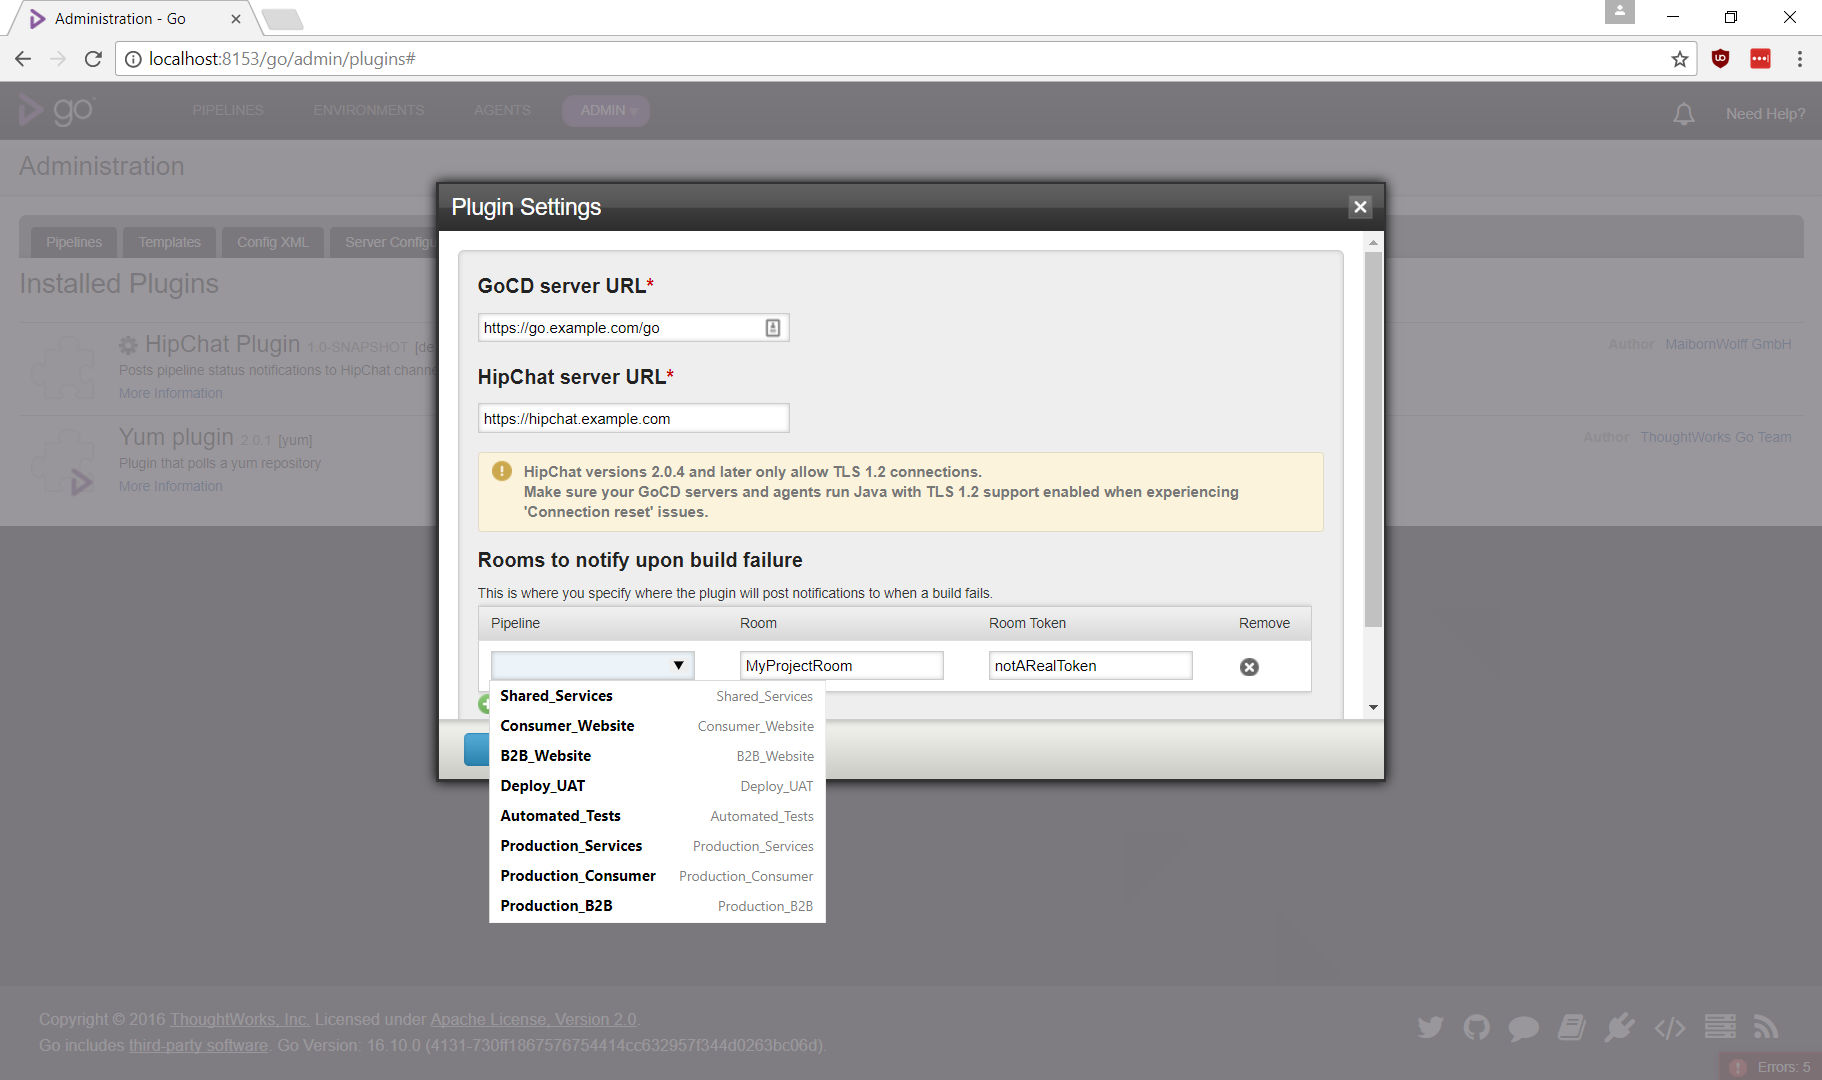 Administration - Go
localhost:8153/go/admin/plugins#
go
PIPELINES
ENVIRONMENTS
AGENTS
ADMIN
Need Help?
Administration
Plugin Settings
Pipelines
Templates
Config XML
Server Configu
Installed Plugins
HipChat Plugin 1.0-SNAPSHOT [de
Posts pipeline status notifications to HipChat chann
More Information
Author MaibornWolff GmbH
Yum plugin 2.0.1 [yum]
Plugin that polls a yum repository
More Information
Author ThoughtWorks Go Team
GoCD server URL*
https://go.example.com/go
HipChat server URL*
https://hipchat.example.com
HipChat versions 2.0.4 and later only allow TLS 1.2 connections.
Make sure your GoCD servers and agents run Java with TLS 1.2 support enabled when experiencing
'Connection reset' issues.
Rooms to notify upon build failure
This is where you specify where the plugin will post notifications to when a build fails.
Pipeline Room Room Token Remove
MyProjectRoom notARealToken
Shared_Services Shared_Services
Consumer_Website Consumer_Website
B2B_Website B2B_Website
Deploy_UAT Deploy_UAT
Automated_Tests Automated_Tests
Production_Services Production_Services
Production_Consumer Production_Consumer
Production_B2B Production_B2B
Copyright © 2016 ThoughtWorks, Inc. Licensed under Apache License, Version 2.0.
Go includes third-party software. Go Version: 16.10.0 (4131-730ff1867576754414cc632957f344d0263bc06d).
Errors: 5